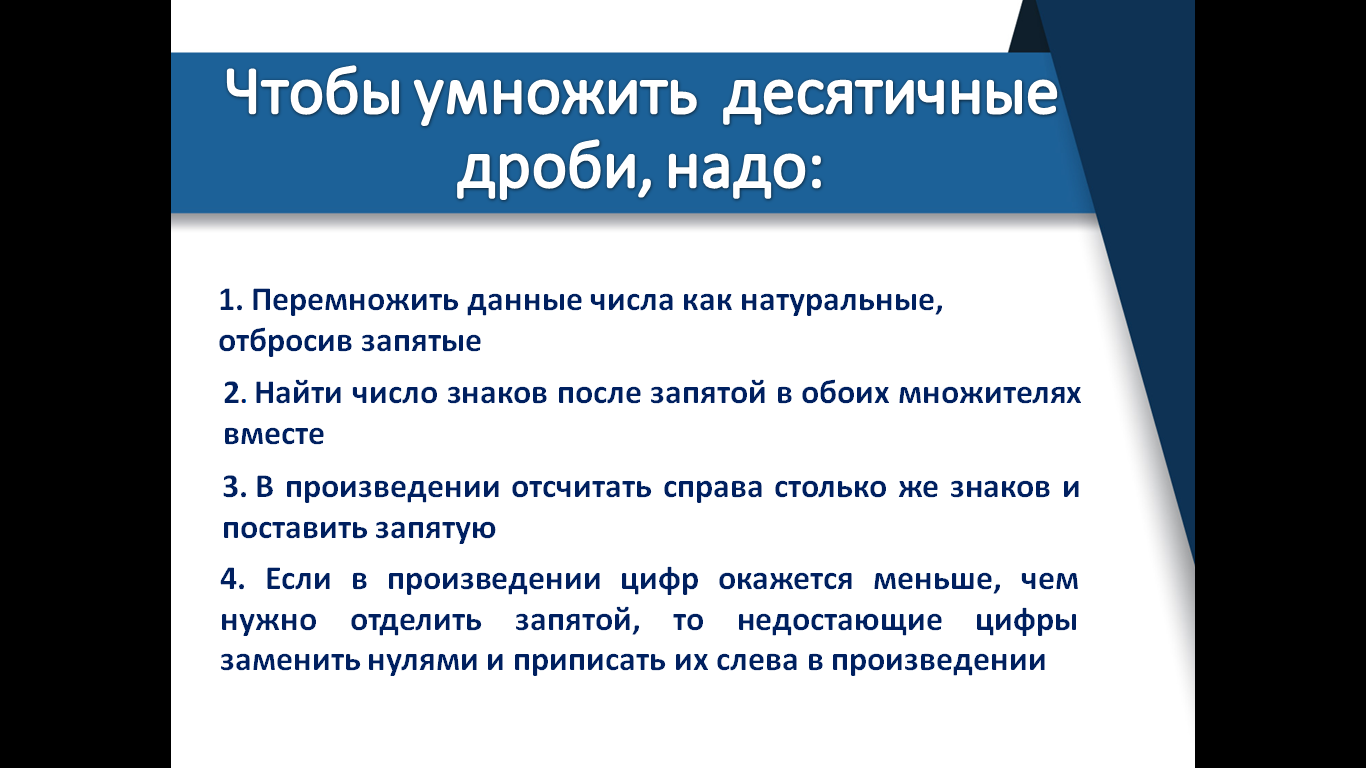 Чтобы умножить десятичные
дроби, надо:
1. Перемножить данные числа как натуральные,
отбросив запятые
2. Найти число знаков после запятой в обоих множителях
вместе
3. В произведении отсчитать справа столько же знаков и
поставить запятую
4. Если в произведении цифр окажется меньше, чем
нужно отделить запятой, то недостающие цифры
заменить нулями и приписать их слева в произведении